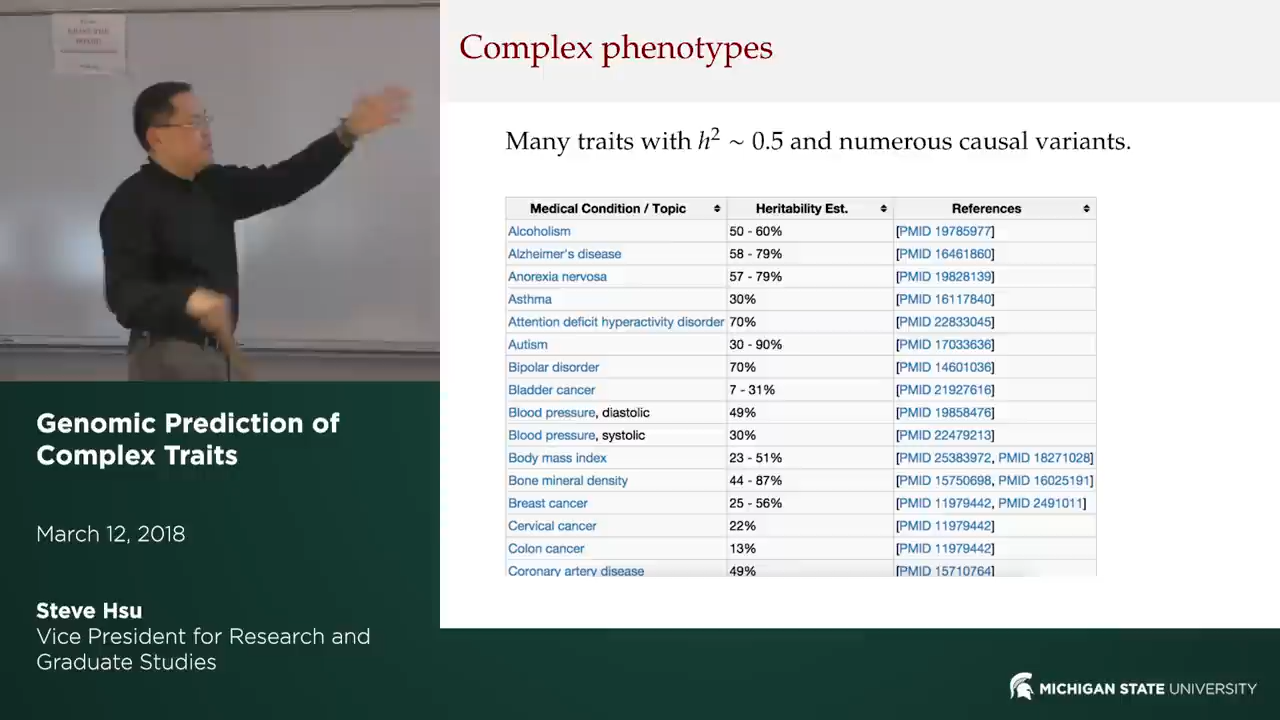 Complex phenotypes
Many traits with h² ~ 0.5 and numerous causal variants.
Medical Condition / Topic Heritability Est. References
Alcoholism 50 - 60% [PMID 19785977]
Alzheimer's disease 58 - 79% [PMID 16461860]
Anorexia nervosa 57 - 79% [PMID 19828139]
Asthma 30% [PMID 16117840]
Attention deficit hyperactivity disorder 70% [PMID 22833045]
Autism 30 - 90% [PMID 17033636]
Bipolar disorder 70% [PMID 14601036]
Bladder cancer 7 - 31% [PMID 21927616]
Blood pressure, diastolic 49% [PMID 19858476]
Blood pressure, systolic 30% [PMID 22479213]
Body mass index 23 - 51% [PMID 25383972, PMID 18271028]
Bone mineral density 44 - 87% [PMID 15750698, PMID 16025191]
Breast cancer 25 - 56% [PMID 11979442, PMID 2491011]
Cervical cancer 22% [PMID 11979442]
Colon cancer 13% [PMID 11979442]
Coronary artery disease 49% [PMID 15710764]
Genomic Prediction of
Complex Traits
March 12, 2018
Steve Hsu
Vice President for Research and
Graduate Studies
MICHIGAN STATE UNIVERSITY